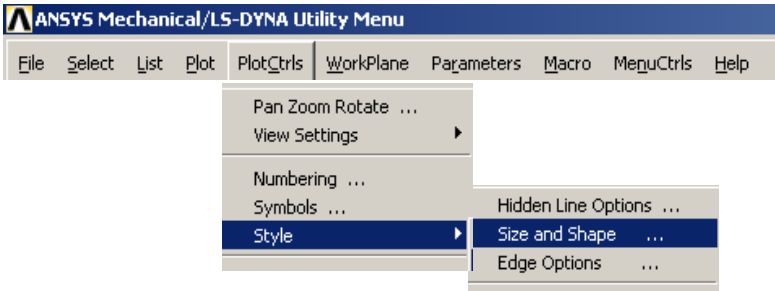 ANSYS Mechanical/LS-DYNA Utility Menu
File Select List Plot PlotCtrls WorkPlane Parameters Macro MenuCtrls Help
Pan Zoom Rotate ...
View Settings
Numbering ...
Symbols ...
Style
Hidden Line Options ...
Size and Shape ...
Edge Options ...